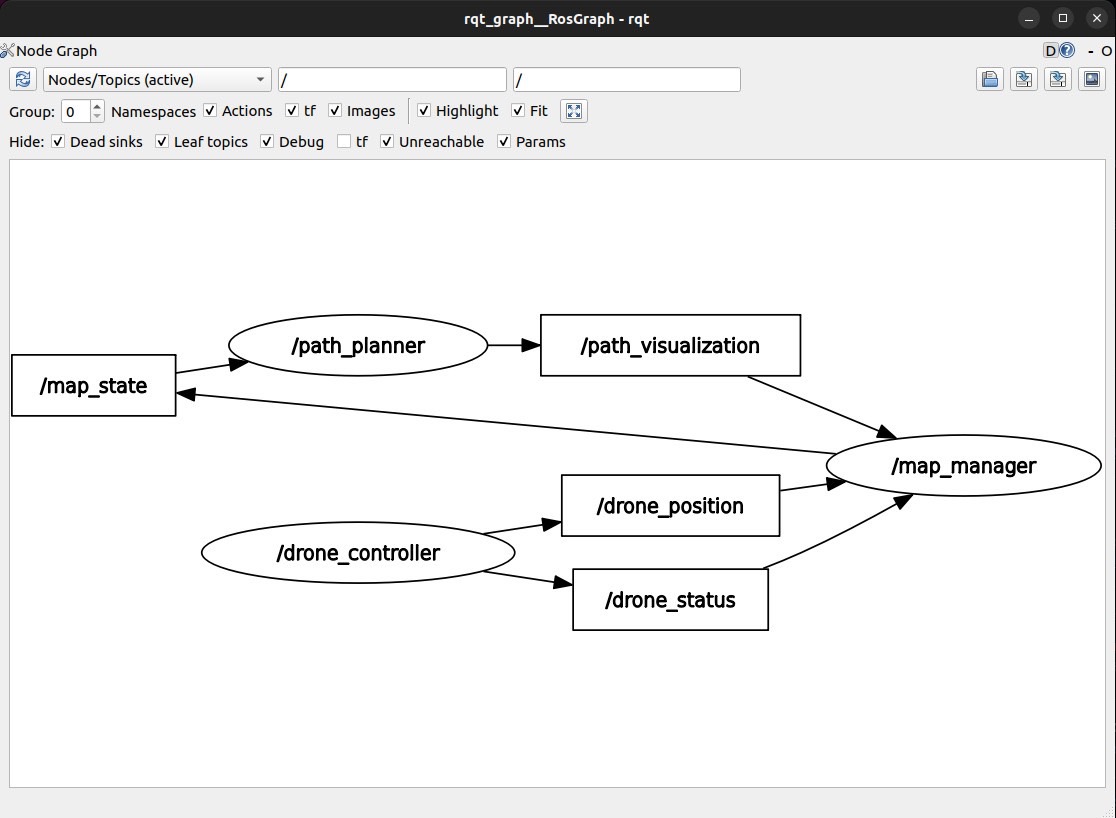 rqt_graph__RosGraph - rqt
Node Graph
D - O
Nodes/Topics (active) / /
Group: 0 Namespaces Actions tf Images Highlight Fit
Hide: Dead sinks Leaf topics Debug tf Unreachable Params
/path_planner /path_visualization
/map_state
/map_manager
/drone_position
/drone_controller
/drone_status